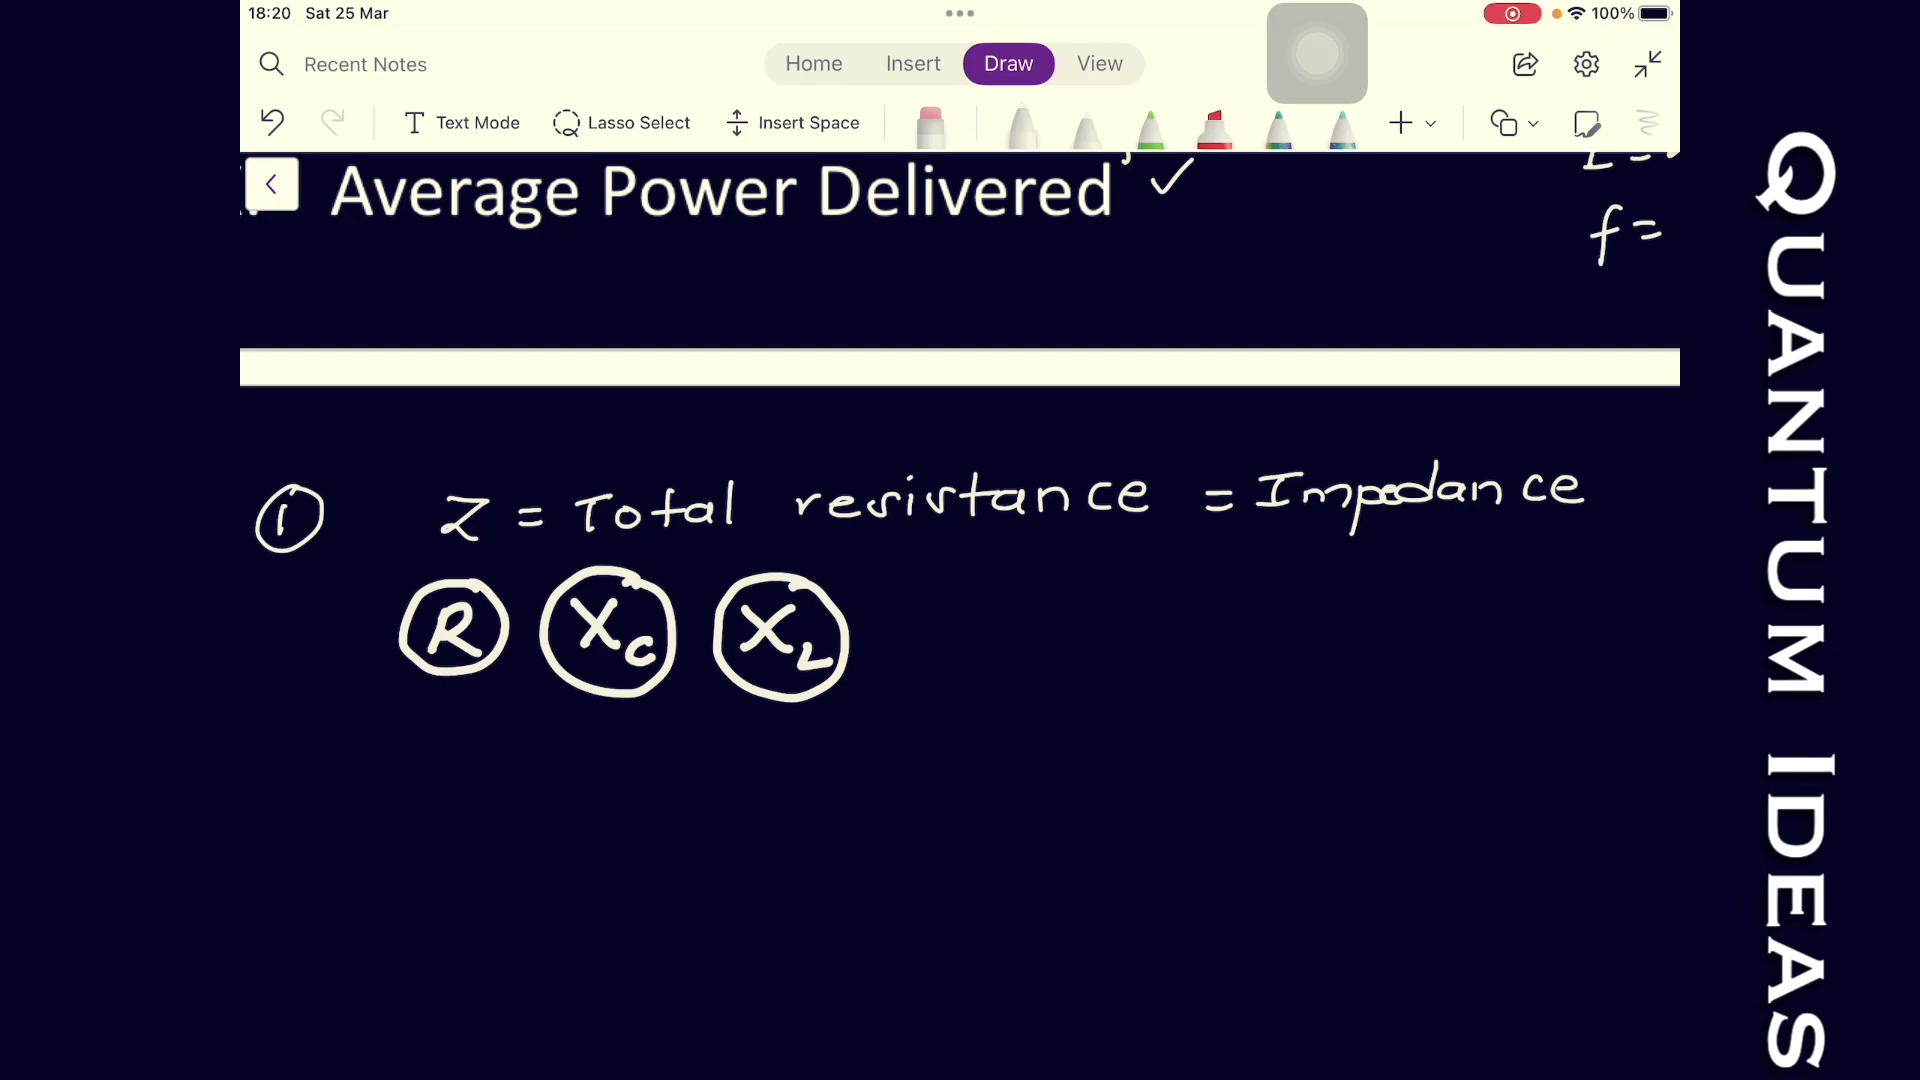 18:20 Sat 25 Mar
100%
Recent Notes
Home Insert Draw View
Text Mode Lasso Select Insert Space
Average Power Delivered
f =
① Z = Total resistance = Impedance
R Xc XL
QUANTUM IDEAS